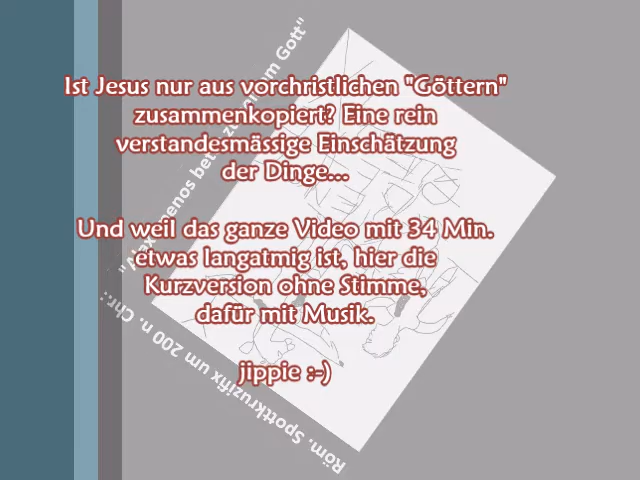 Ist Jesus nur aus vorchristlichen "Göttern"
zusammenkopiert? Eine rein
verstandesmässige Einschätzung
der Dinge...
Und weil das ganze Video mit 34 Min.
etwas langatmig ist, hier die
Kurzversion ohne Stimme,
dafür mit Musik.
jippie :-)
Gott"
Röm. Spottkruzifix um 200 n. Chr.: